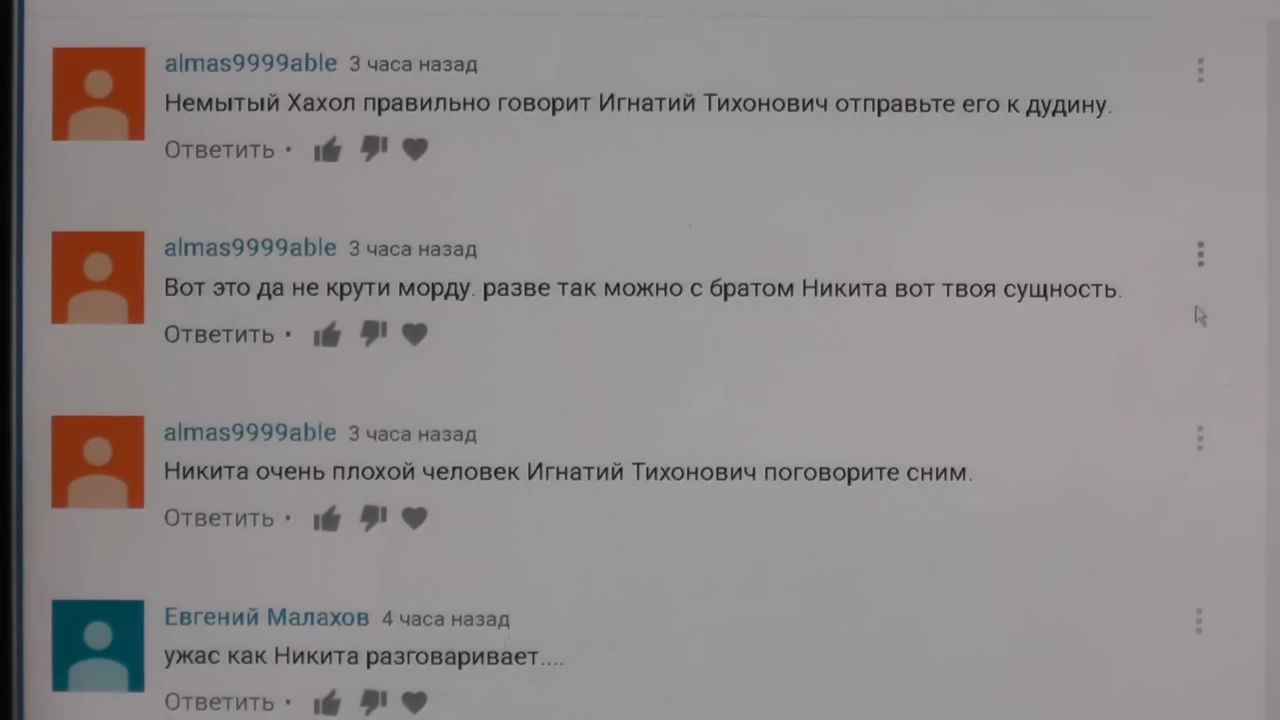 almas9999able 3 часа назад
Немытый Хахол правильно говорит Игнатий Тихонович отправьте его к дудину.
Ответить •
almas9999able 3 часа назад
Вот это да не крути морду. разве так можно с братом Никита вот твоя сущность.
Ответить •
almas9999able 3 часа назад
Никита очень плохой человек Игнатий Тихонович поговорите сним.
Ответить •
Евгений Малахов 4 часа назад
ужас как Никита разговаривает....
Ответить •